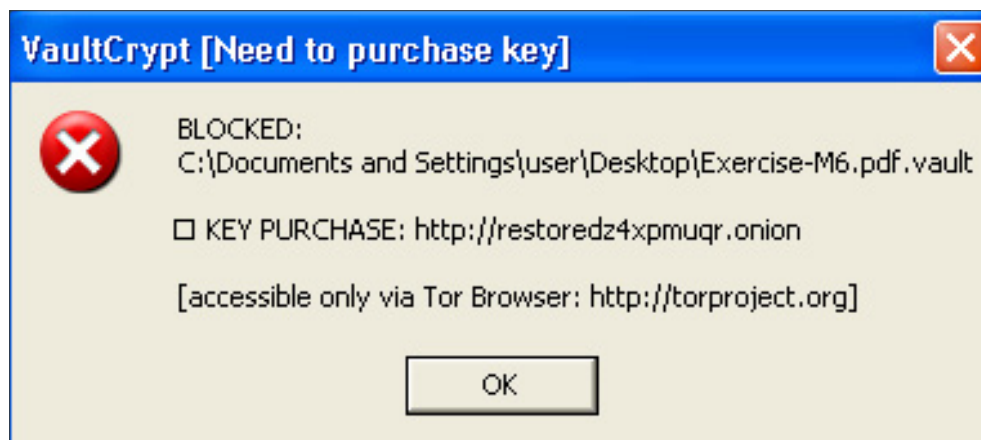 VaultCrypt [Need to purchase key]
BLOCKED:
C:\Documents and Settings\user\Desktop\Exercise-M6.pdf.vault
□ KEY PURCHASE: http://restoredz4xpmuqr.onion
[accessible only via Tor Browser: http://torproject.org]
OK